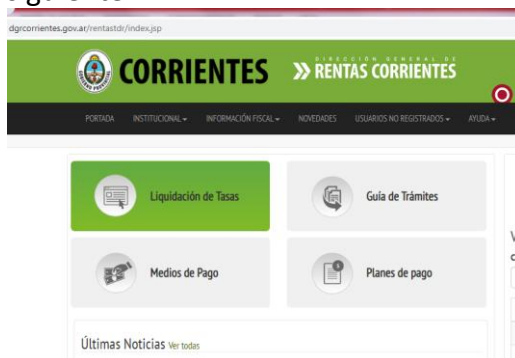 dgrcorrientes.gov.ar/rentastdr/index.jsp
CORRIENTES
DIRECCIÓN GENERAL DE
RENTAS CORRIENTES
PORTADA INSTITUCIONAL INFORMACIÓN FISCAL NOVEDADES USUARIOS NO REGISTRADOS AYUDA
Liquidación de Tasas Guía de Trámites
Medios de Pago Planes de pago
Últimas Noticias Ver todas